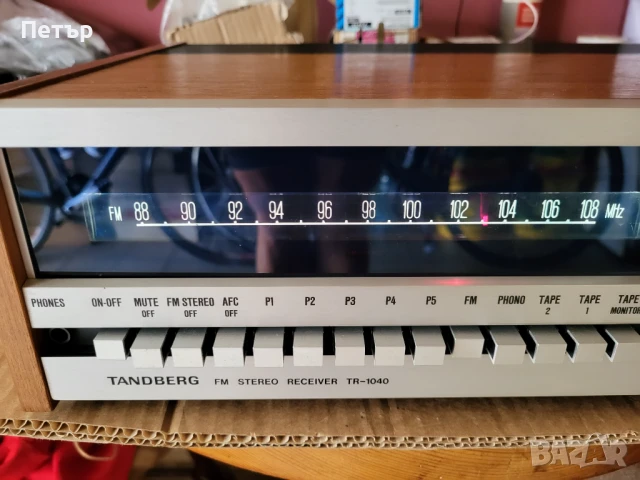 Петър
FM 88 90 92 94 96 98 100 102 104 106 108 MHz
PHONES ON-OFF MUTE OFF FM STEREO OFF AFC OFF P1 P2 P3 P4 P5 FM PHONO TAPE 2 TAPE 1 TAPE MONITOR
TANDBERG FM STEREO RECEIVER TR-1040
BAZAR